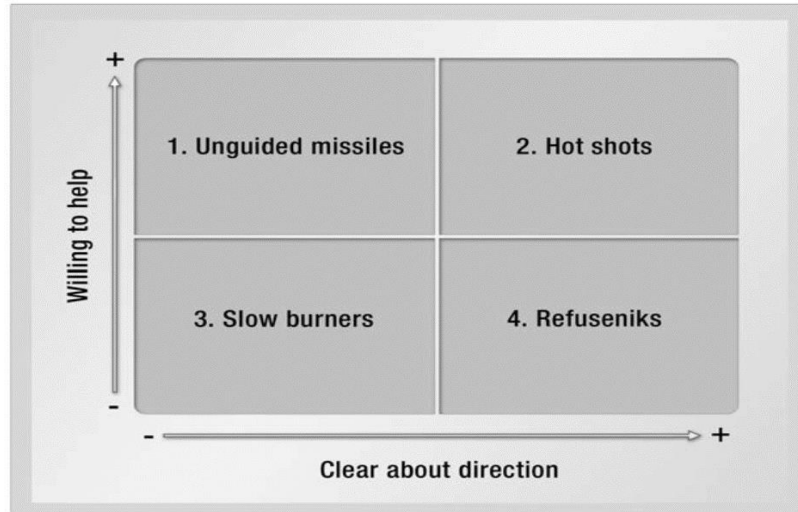 +
1. Unguided missiles
2. Hot shots
Willing to help
3. Slow burners
4. Refuseniks
-
- +
Clear about direction